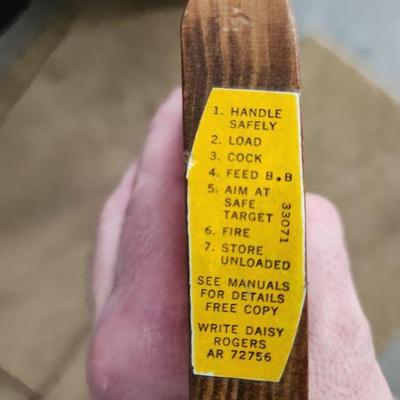 1. HANDLE
SAFELY
2. LOAD
3. COCK
4. FEED B.B
5. AIM AT
SAFE
TARGET
6. FIRE
7. STORE
UNLOADED
33071
SEE MANUALS
FOR DETAILS
FREE COPY
WRITE DAISY
ROGERS
AR 72756